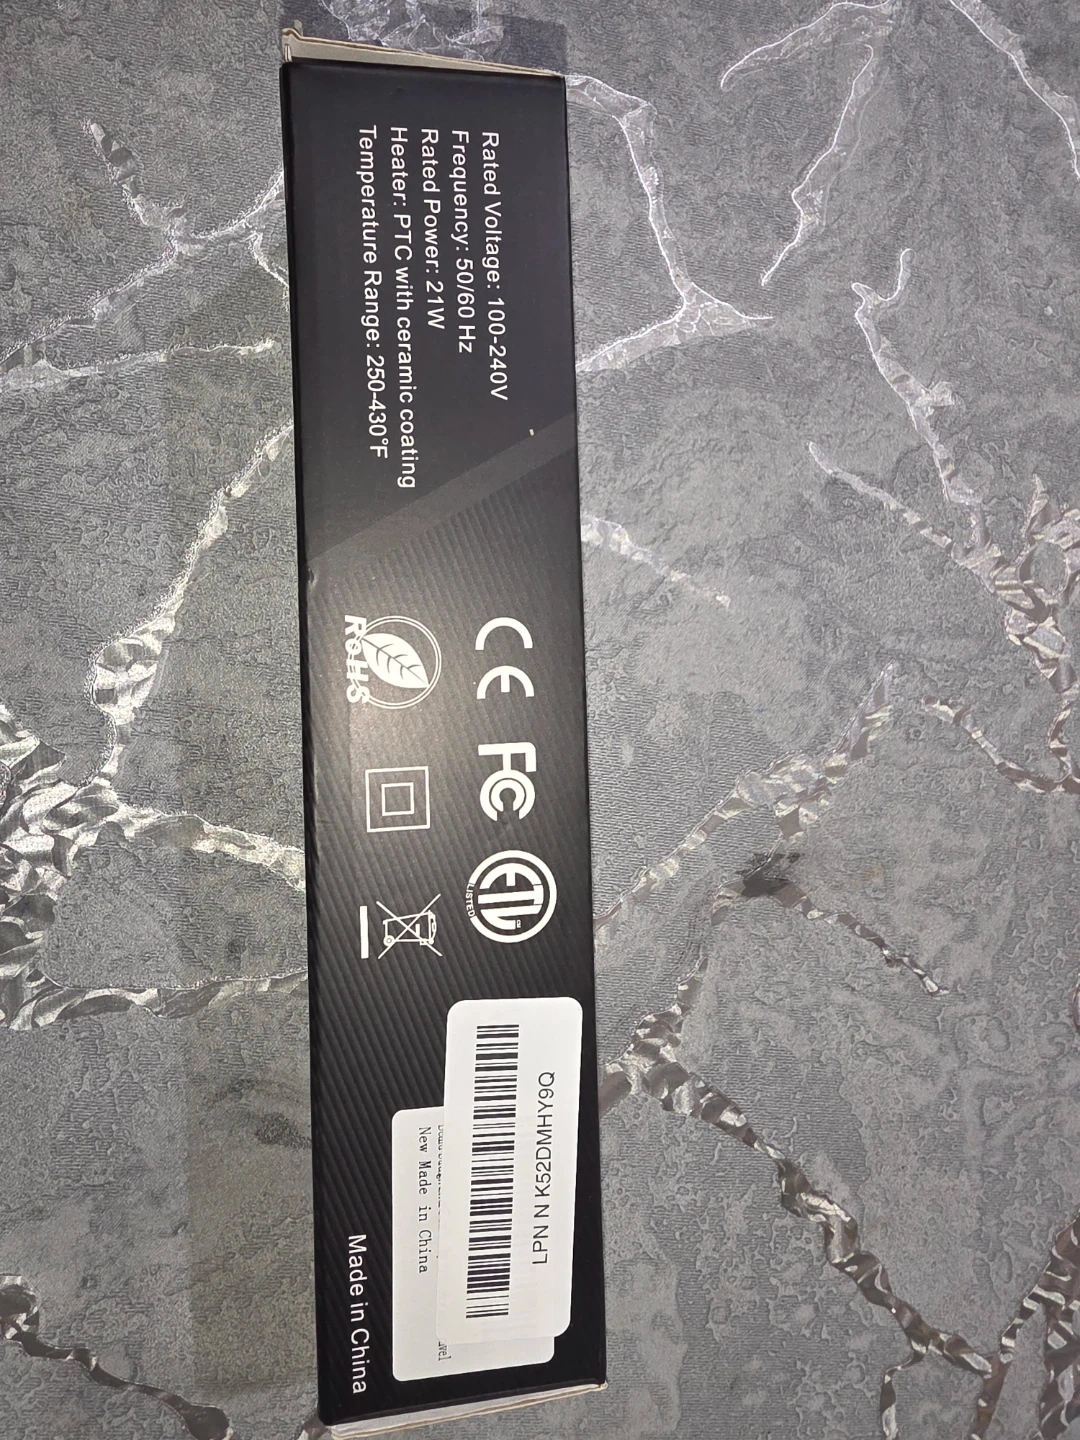 Rated Voltage: 100-240V
Frequency: 50/60 Hz
Rated Power: 21W
Heater: PTC with ceramic coating
Temperature Range: 250-430°F
CE FC ETL
LISTED
RoHS
LPN N K52DMHY9Q
New Made in China
Made in China